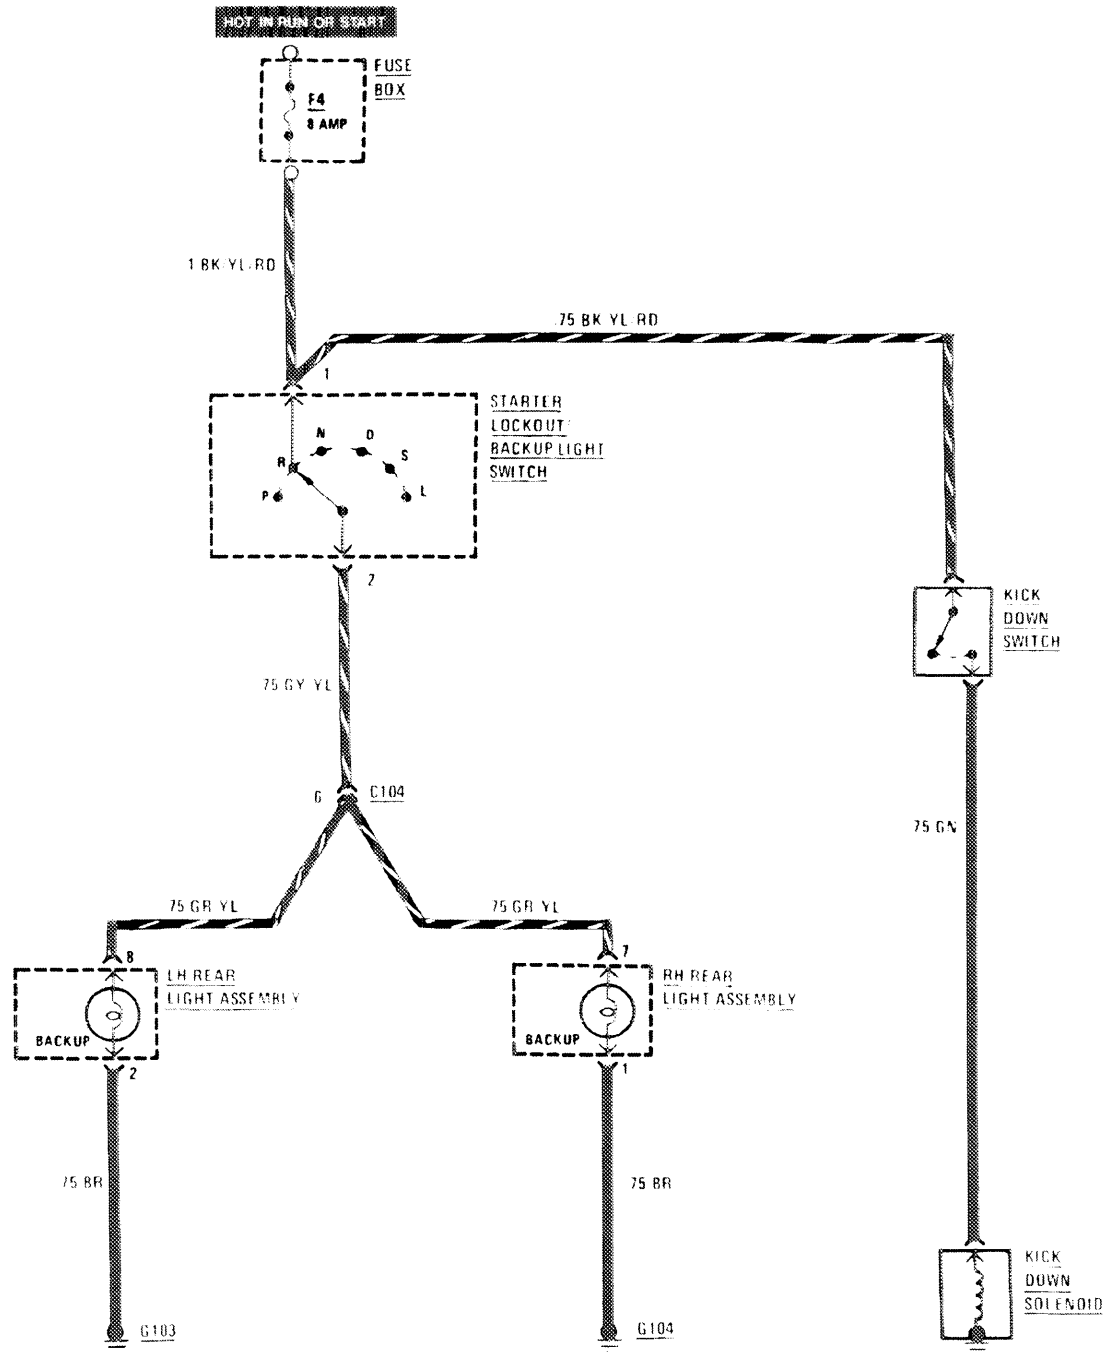 HOT IN RUN OR START
FUSE
BOX
F4
8 AMP
1 BK/YL/RD
.75 BK YL RD
1
STARTER
LOCKOUT/
BACKUP LIGHT
SWITCH
N
D
R
S
P
L
2
KICK
DOWN
SWITCH
.75 GY YL
6
C104
75 GN
75 GR YL
75 GR YL
8
LH REAR
LIGHT ASSEMBLY
BACKUP
7
RH REAR
LIGHT ASSEMBLY
BACKUP
2
1
75 BR
75 BR
KICK
DOWN
SOLENOID
G103
G104